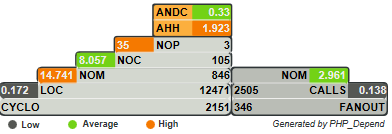 ANDC 0.33
AHH 1.923
35 NOP 3
8.057 NOC 105
14.741 NOM 846 NOM 2.961
0.172 LOC 12471 2505 CALLS 0.138
CYCLO 2151 346 FANOUT
Low Average High Generated by PHP_Depend